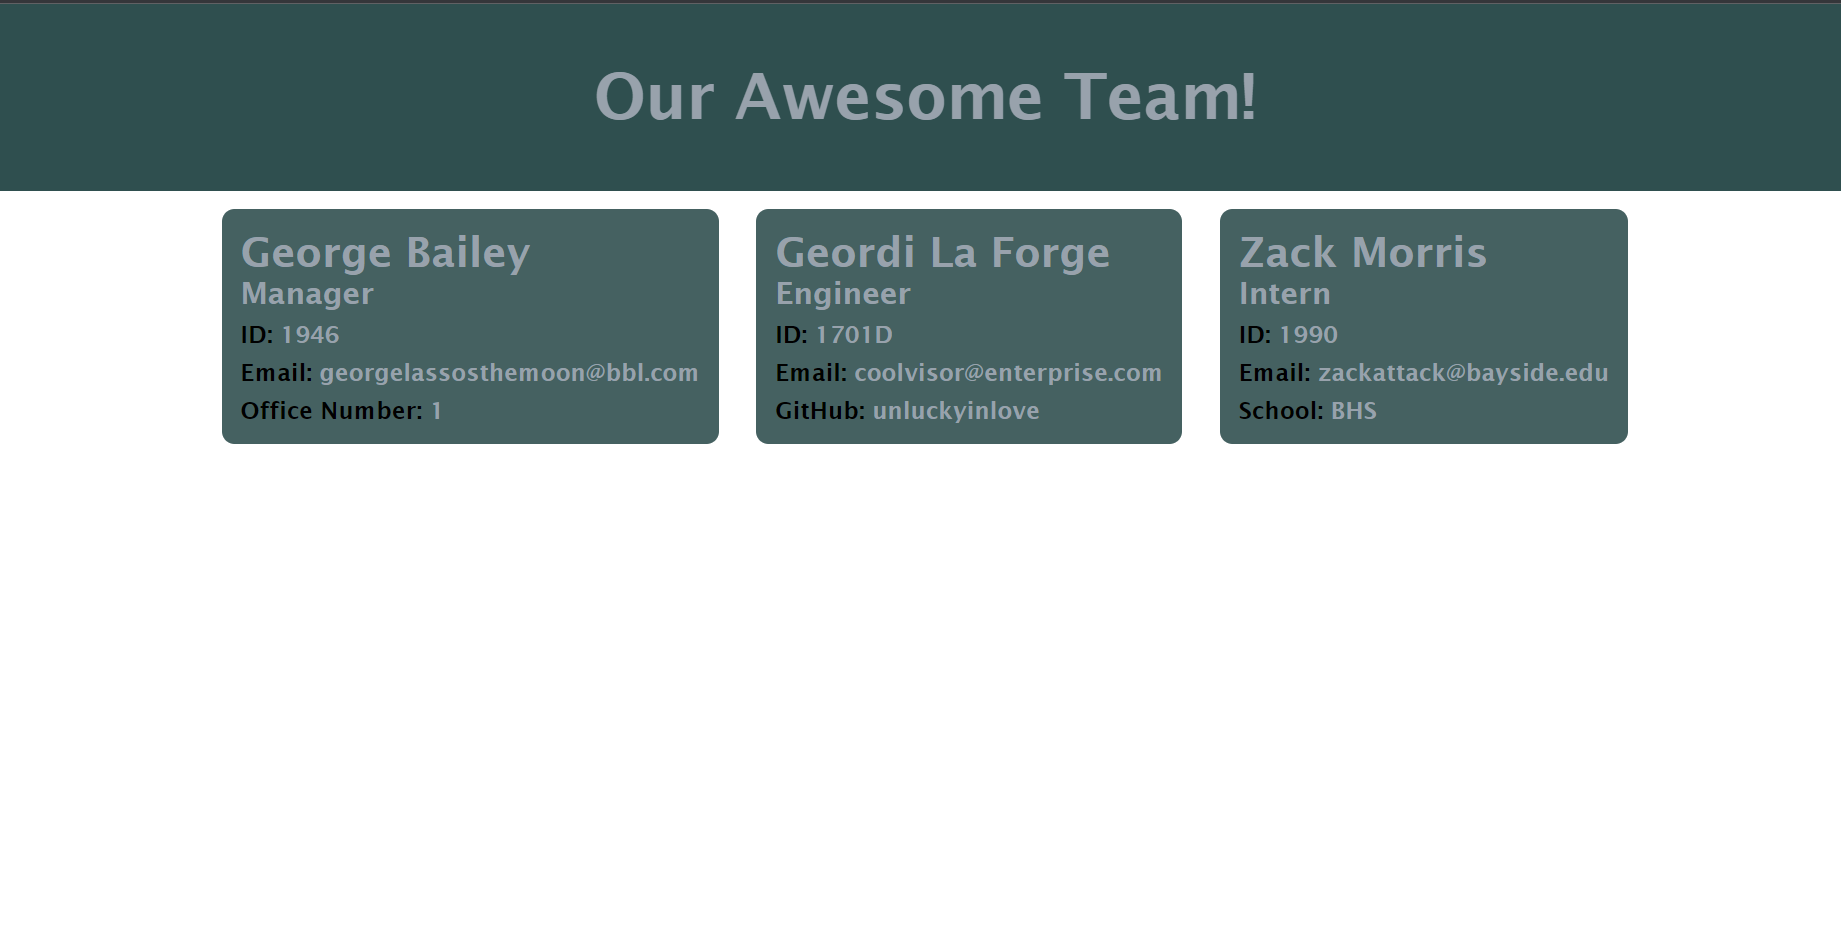 Our Awesome Team!
George Bailey
Manager
ID: 1946
Email: georgelassosthemoon@bbl.com
Office Number: 1
Geordi La Forge
Engineer
ID: 1701D
Email: coolvisor@enterprise.com
GitHub: unluckyinlove
Zack Morris
Intern
ID: 1990
Email: zackattack@bayside.edu
School: BHS